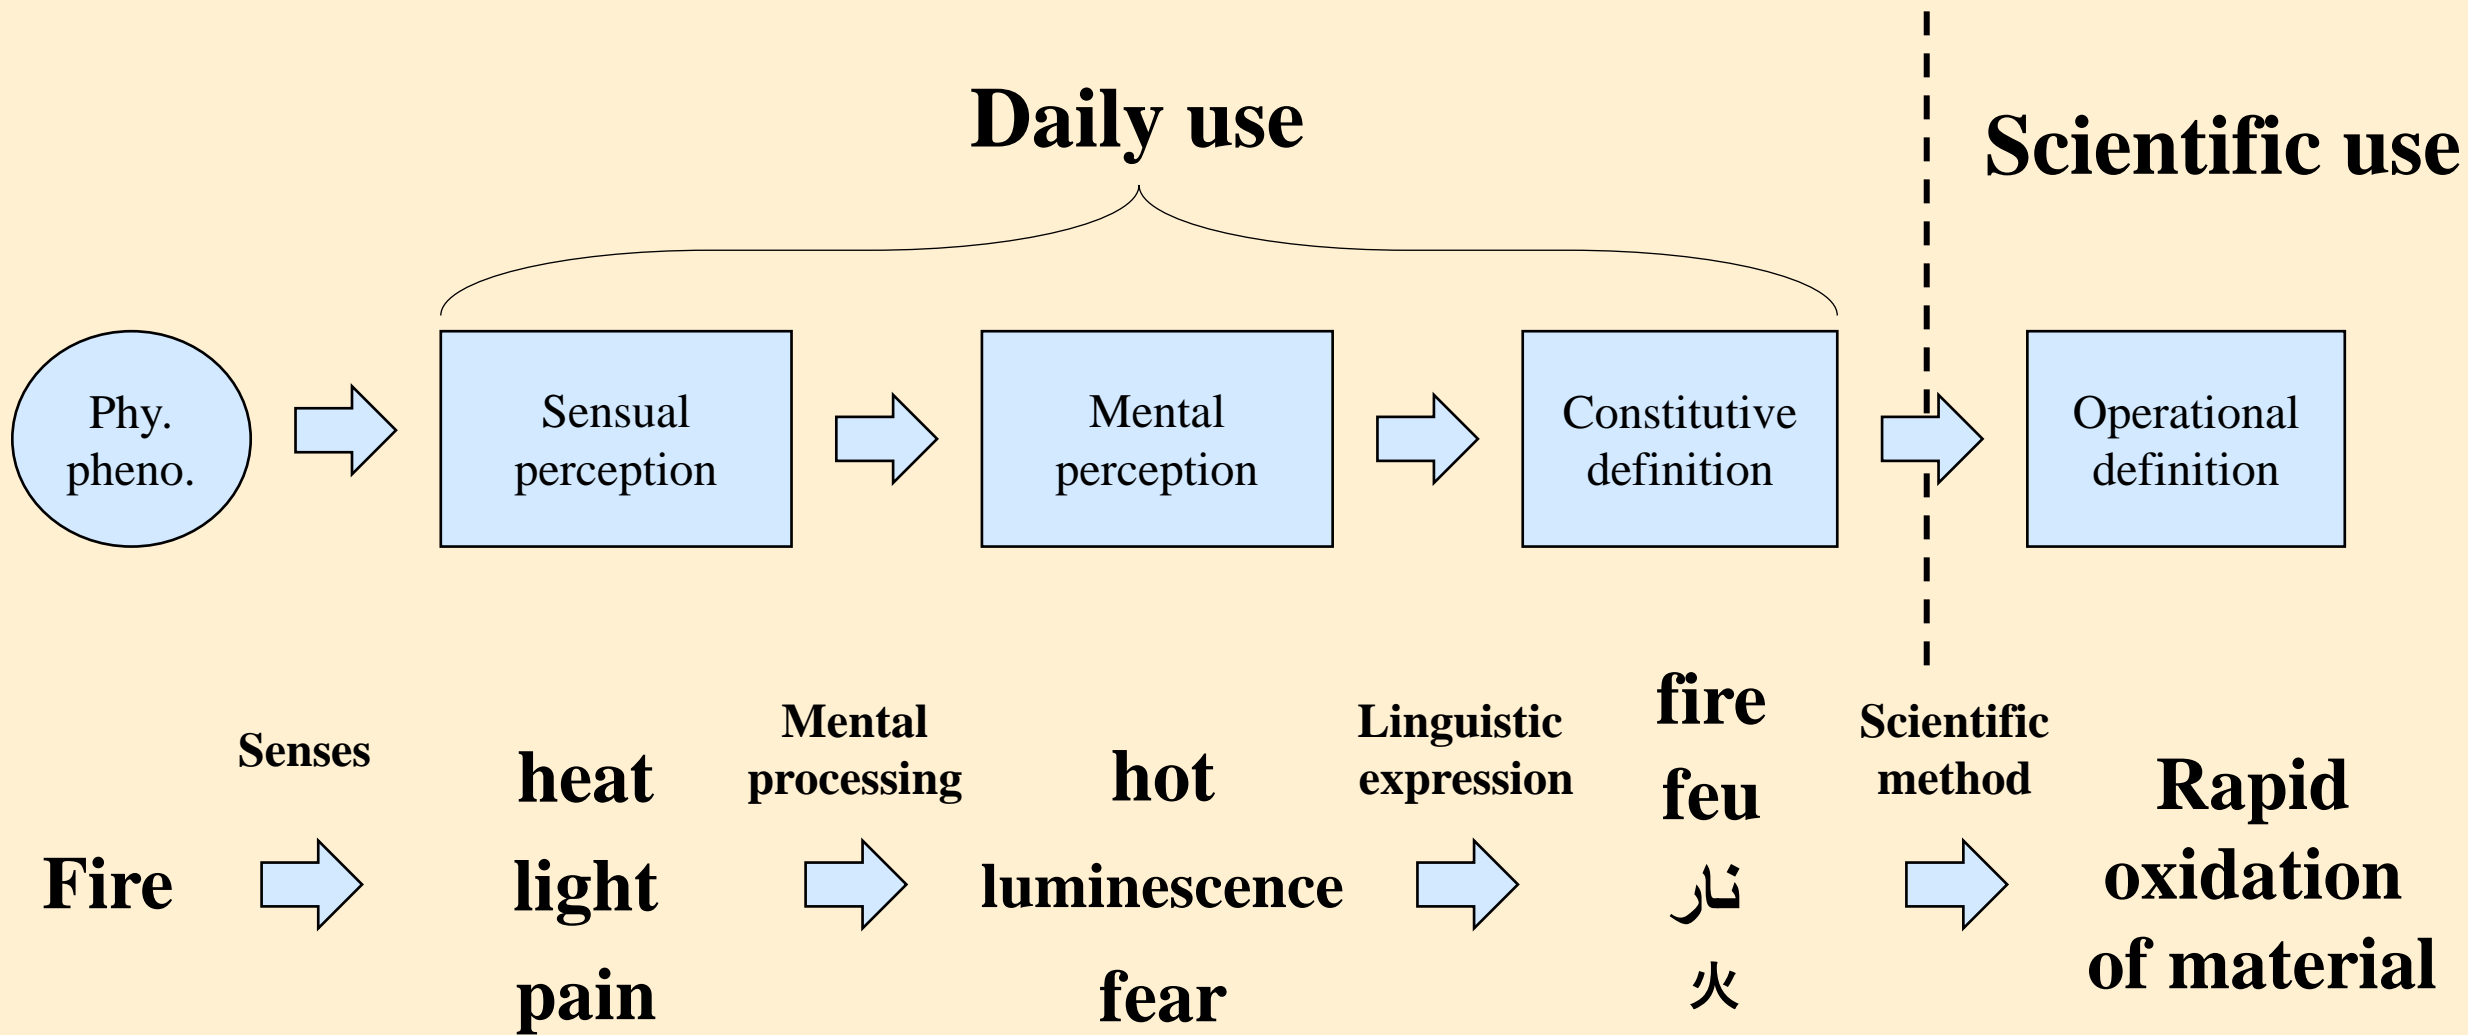 Daily use
Scientific use
Phy.
pheno.
Sensual
perception
Mental
perception
Constitutive
definition
Operational
definition
Fire
Senses
heat
light
pain
Mental
processing
hot
luminescence
fear
Linguistic
expression
fire
feu
نار
火
Scientific
method
Rapid
oxidation
of material